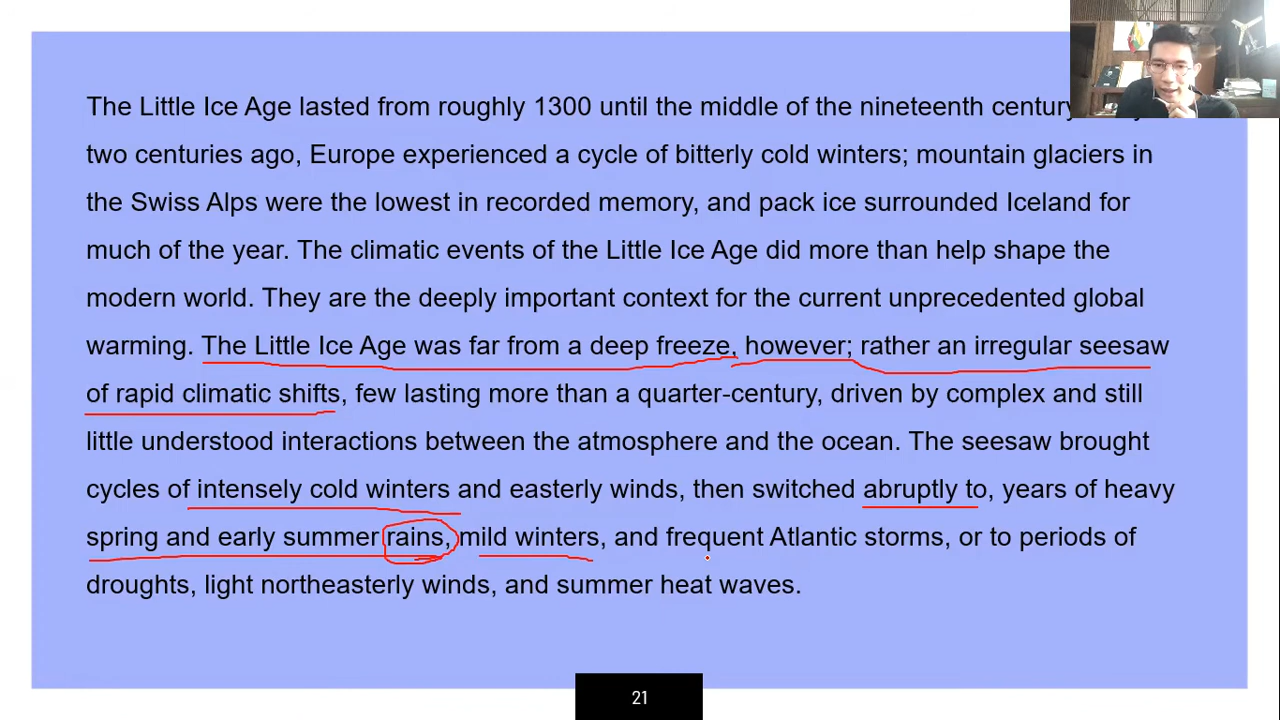 The Little Ice Age lasted from roughly 1300 until the middle of the nineteenth century
two centuries ago, Europe experienced a cycle of bitterly cold winters; mountain glaciers in
the Swiss Alps were the lowest in recorded memory, and pack ice surrounded Iceland for
much of the year. The climatic events of the Little Ice Age did more than help shape the
modern world. They are the deeply important context for the current unprecedented global
warming. The Little Ice Age was far from a deep freeze, however; rather an irregular seesaw
of rapid climatic shifts, few lasting more than a quarter-century, driven by complex and still
little understood interactions between the atmosphere and the ocean. The seesaw brought
cycles of intensely cold winters and easterly winds, then switched abruptly to, years of heavy
spring and early summer rains, mild winters, and frequent Atlantic storms, or to periods of
droughts, light northeasterly winds, and summer heat waves.
21